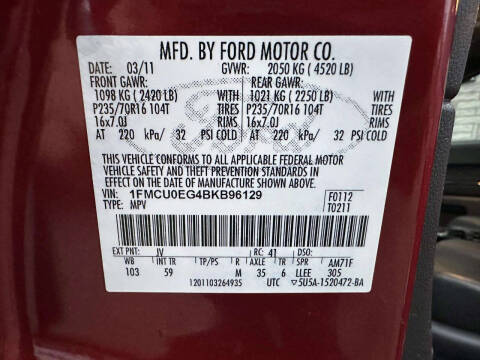 MFD. BY FORD MOTOR CO.
DATE: 03/11 GVWR: 2050 KG (4520 LB)
FRONT GAWR: REAR GAWR:
1098 KG (2420 LB) 1021 KG (2250 LB)
P235/70R16 104T TIRES P235/70R16 104T TIRES
16x7.0J RIMS 16x7.0J RIMS
AT 220 kPa/ 32 PSI COLD AT 220 kPa/ 32 PSI COLD
THIS VEHICLE CONFORMS TO ALL APPLICABLE FEDERAL MOTOR
VEHICLE SAFETY AND THEFT PREVENTION STANDARDS IN
EFFECT ON THE DATE OF MANUFACTURE SHOWN ABOVE.
VIN: 1FMCU0EG4BKB96129 F0112
TYPE: MPV T0211
EXT PNT: JV RC: 41 DSO:
WB INT TR TP/PS R AXLE TR SPR AM71F
103 59 M 35 6 LLEE 305
1201103264935 UTC 5U5A-1520472-BA
Ford